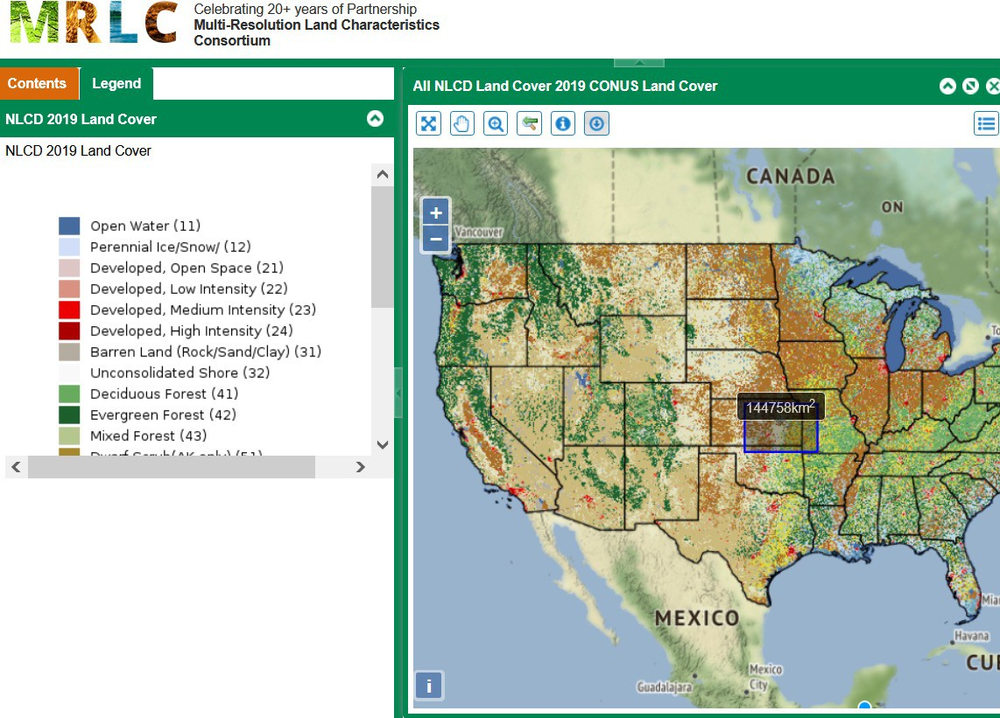 MRLC
Celebrating 20+ years of Partnership
Multi-Resolution Land Characteristics
Consortium
Contents
Legend
NLCD 2019 Land Cover
NLCD 2019 Land Cover
Open Water (11)
Perennial Ice/Snow/ (12)
Developed, Open Space (21)
Developed, Low Intensity (22)
Developed, Medium Intensity (23)
Developed, High Intensity (24)
Barren Land (Rock/Sand/Clay) (31)
Unconsolidated Shore (32)
Deciduous Forest (41)
Evergreen Forest (42)
Mixed Forest (43)
Dwarf Scrub(AK only) (51)
All NLCD Land Cover 2019 CONUS Land Cover
CANADA
ON
+
−
Vancouver
To
144758km²
MEXICO
Miar
Havana
CUE
Mexico
City
Guadalajara
i